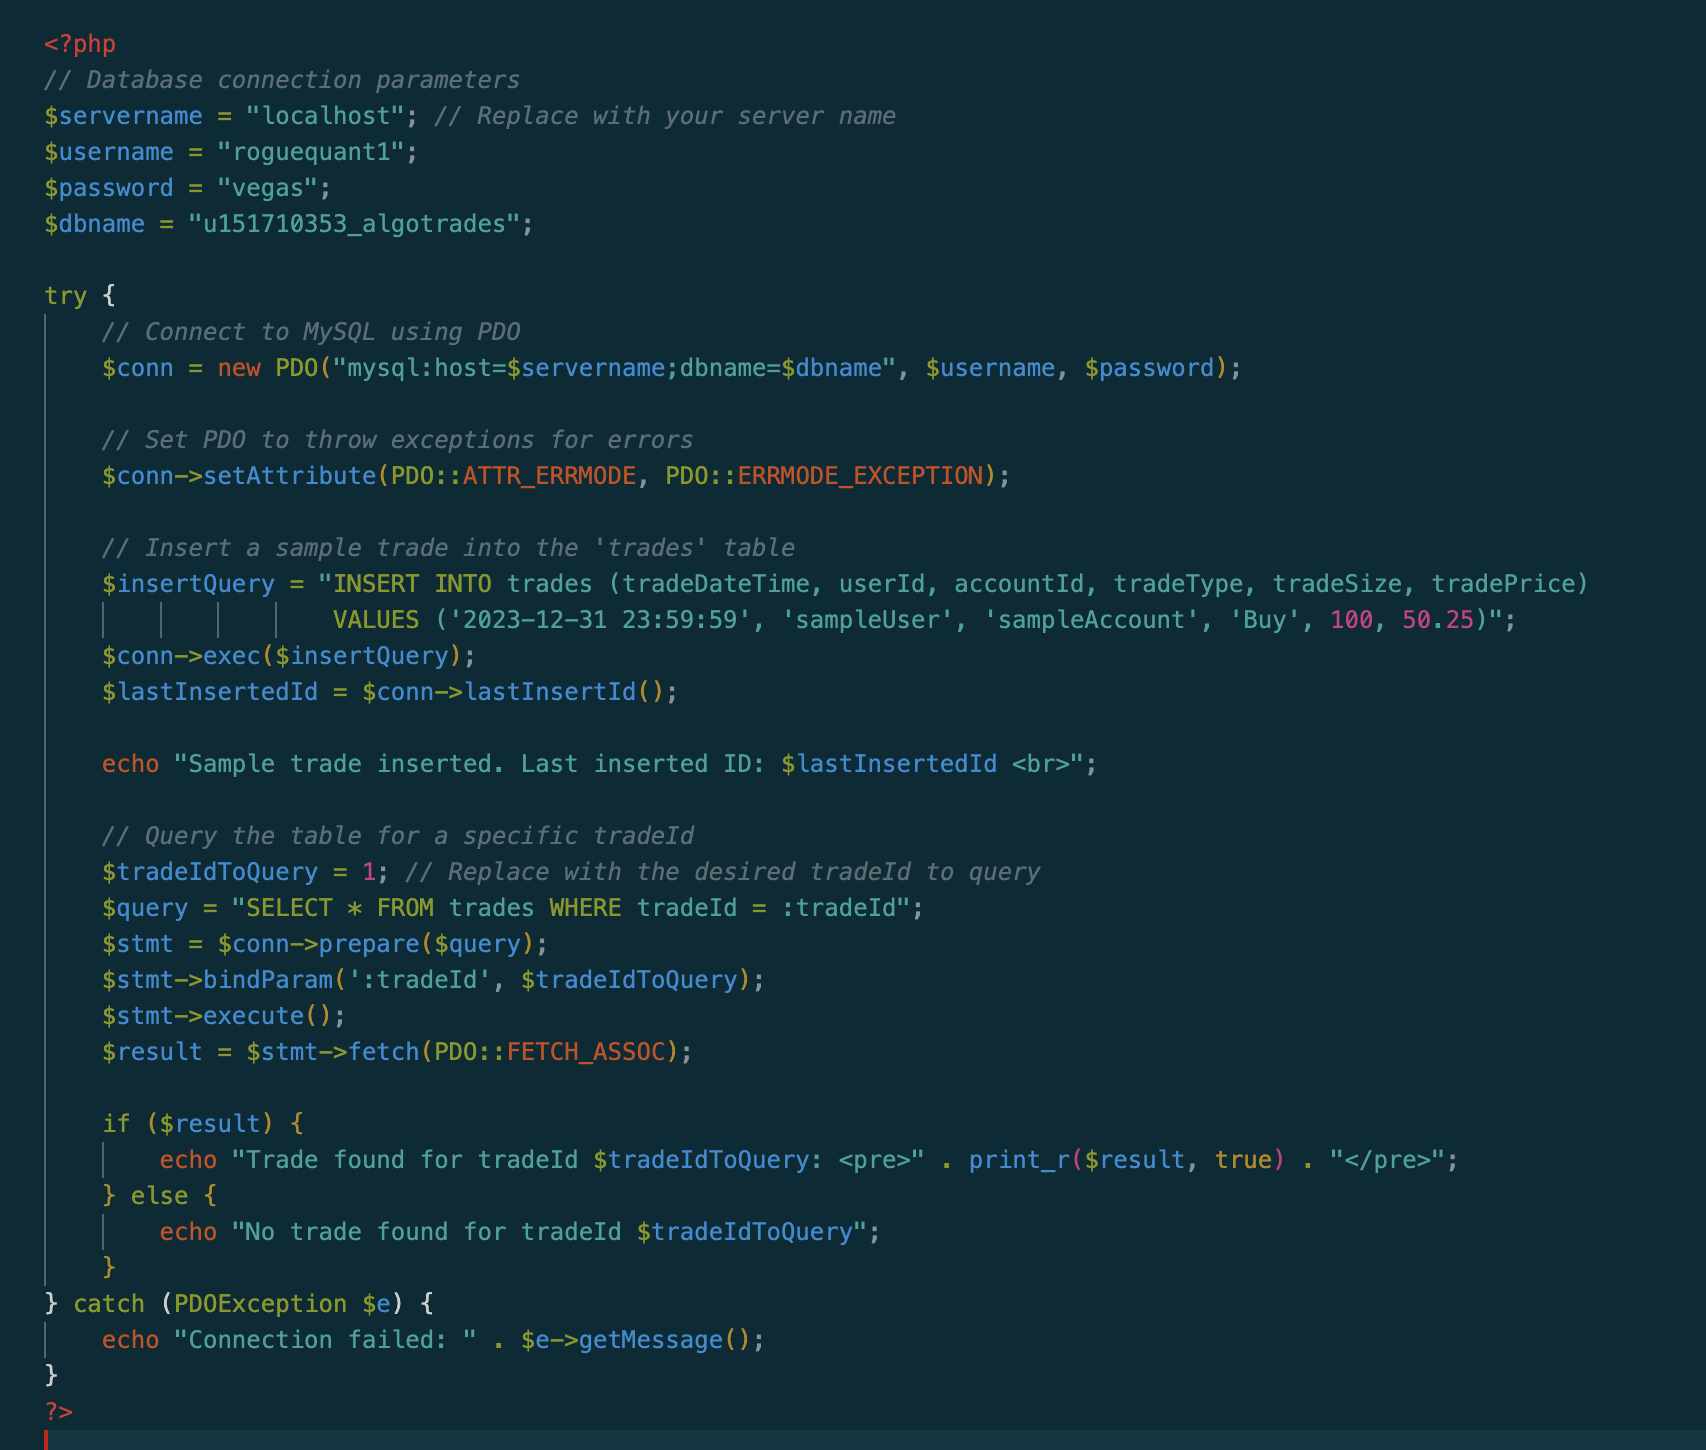 <?php
// Database connection parameters
$servername = "localhost"; // Replace with your server name
$username = "roguequant1";
$password = "vegas";
$dbname = "u151710353_algotrades";

try {
    // Connect to MySQL using PDO
    $conn = new PDO("mysql:host=$servername;dbname=$dbname", $username, $password);

    // Set PDO to throw exceptions for errors
    $conn->setAttribute(PDO::ATTR_ERRMODE, PDO::ERRMODE_EXCEPTION);

    // Insert a sample trade into the 'trades' table
    $insertQuery = "INSERT INTO trades (tradeDateTime, userId, accountId, tradeType, tradeSize, tradePrice)
                    VALUES ('2023-12-31 23:59:59', 'sampleUser', 'sampleAccount', 'Buy', 100, 50.25)";
    $conn->exec($insertQuery);
    $lastInsertedId = $conn->lastInsertId();

    echo "Sample trade inserted. Last inserted ID: $lastInsertedId <br>";

    // Query the table for a specific tradeId
    $tradeIdToQuery = 1; // Replace with the desired tradeId to query
    $query = "SELECT * FROM trades WHERE tradeId = :tradeId";
    $stmt = $conn->prepare($query);
    $stmt->bindParam(':tradeId', $tradeIdToQuery);
    $stmt->execute();
    $result = $stmt->fetch(PDO::FETCH_ASSOC);

    if ($result) {
        echo "Trade found for tradeId $tradeIdToQuery: <pre>" . print_r($result, true) . "</pre>";
    } else {
        echo "No trade found for tradeId $tradeIdToQuery";
    }
} catch (PDOException $e) {
    echo "Connection failed: " . $e->getMessage();
}
?>